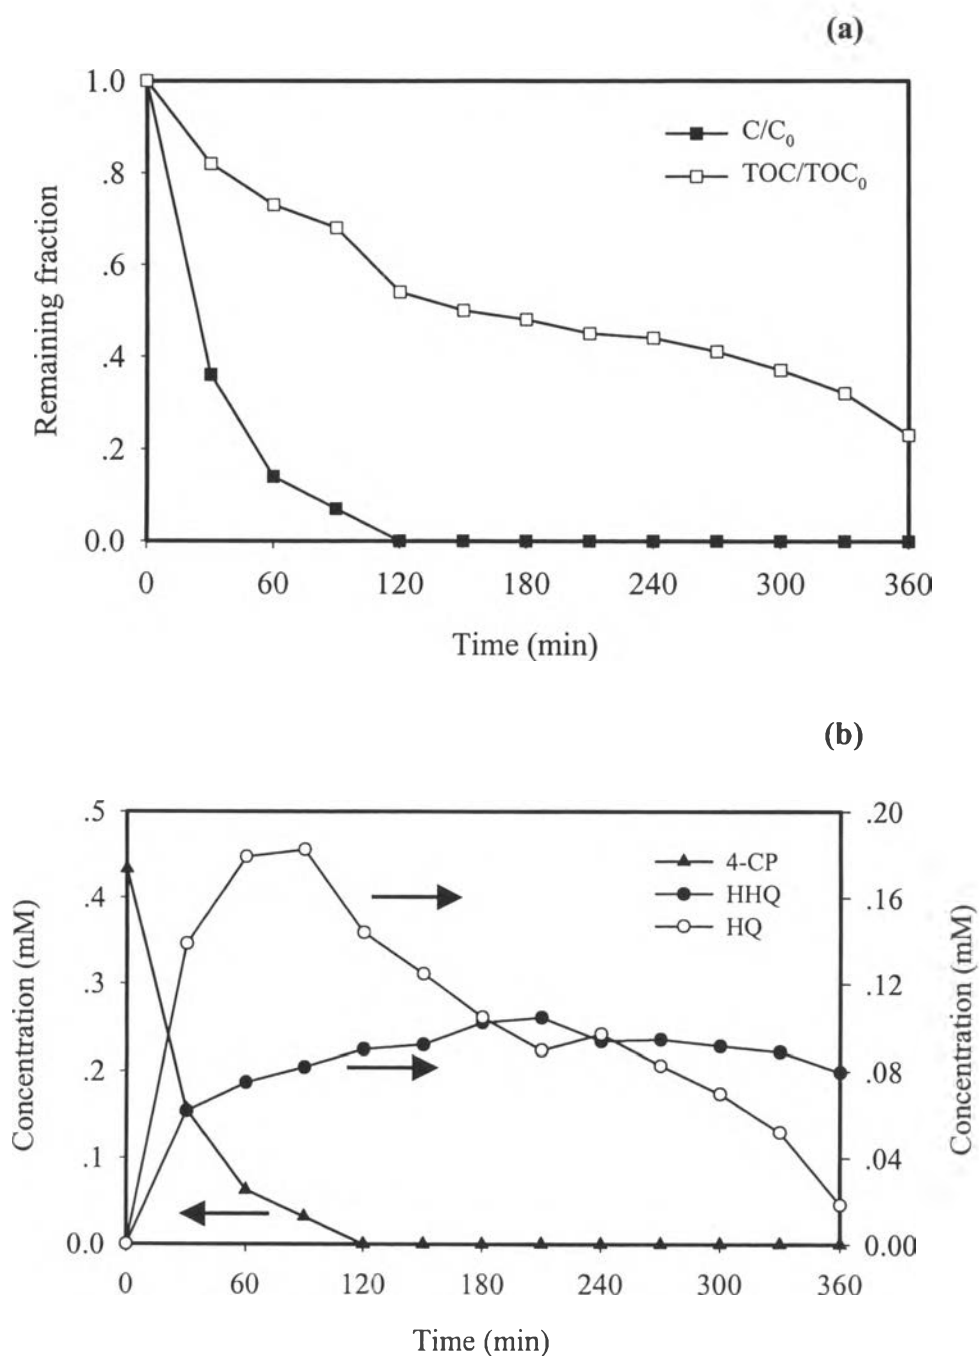 (a)
1.0
.8
.6
.4
.2
0.0
Remaining fraction
C/C0
TOC/TOC0
0 60 120 180 240 300 360
Time (min)
(b)
.5
.4
.3
.2
.1
0.0
Concentration (mM)
4-CP
HHQ
HQ
.20
.16
.12
.08
.04
0.00
Concentration (mM)
0 60 120 180 240 300 360
Time (min)